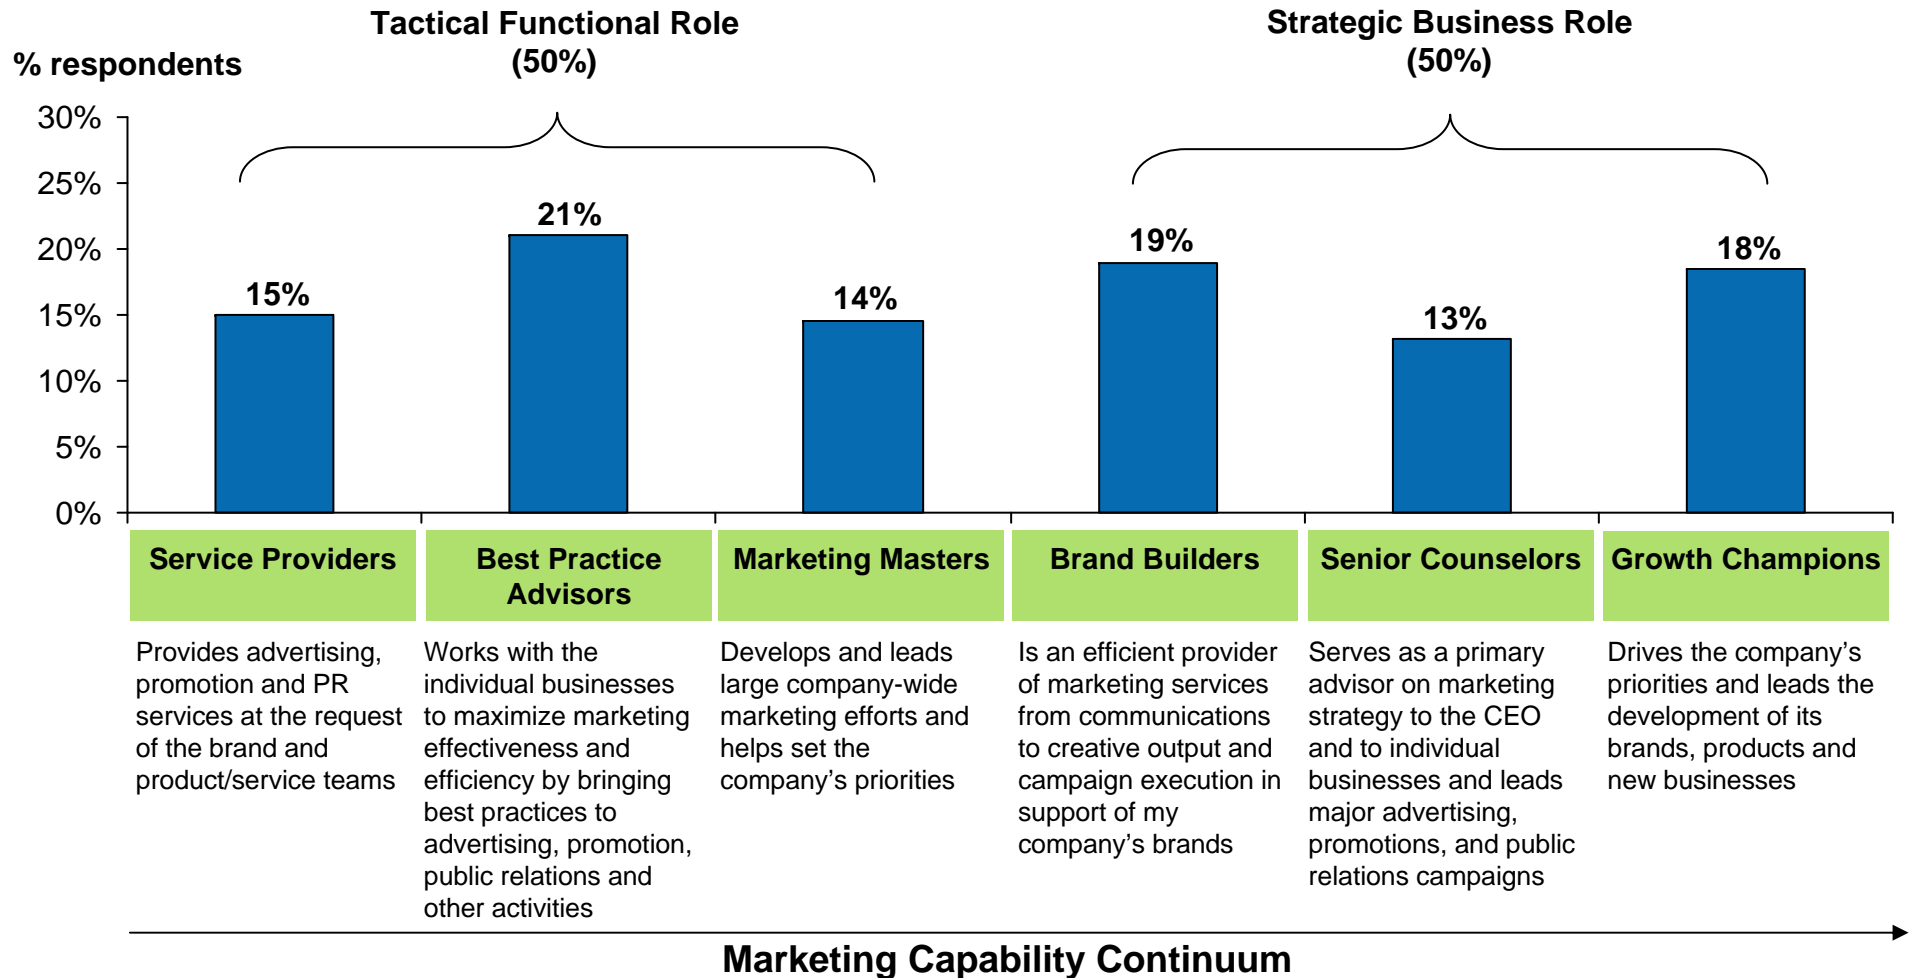 Tactical Functional Role
(50%)
Strategic Business Role
(50%)
% respondents
30%
25%
20%
15%
10%
5%
0%
15%
21%
14%
19%
13%
18%
Service Providers
Best Practice
Advisors
Marketing Masters
Brand Builders
Senior Counselors
Growth Champions
Provides advertising,
promotion and PR
services at the request
of the brand and
product/service teams
Works with the
individual businesses
to maximize marketing
effectiveness and
efficiency by bringing
best practices to
advertising, promotion,
public relations and
other activities
Develops and leads
large company-wide
marketing efforts and
helps set the
company’s priorities
Is an efficient provider
of marketing services
from communications
to creative output and
campaign execution in
support of my
company’s brands
Serves as a primary
advisor on marketing
strategy to the CEO
and to individual
businesses and leads
major advertising,
promotions, and public
relations campaigns
Drives the company’s
priorities and leads the
development of its
brands, products and
new businesses
Marketing Capability Continuum